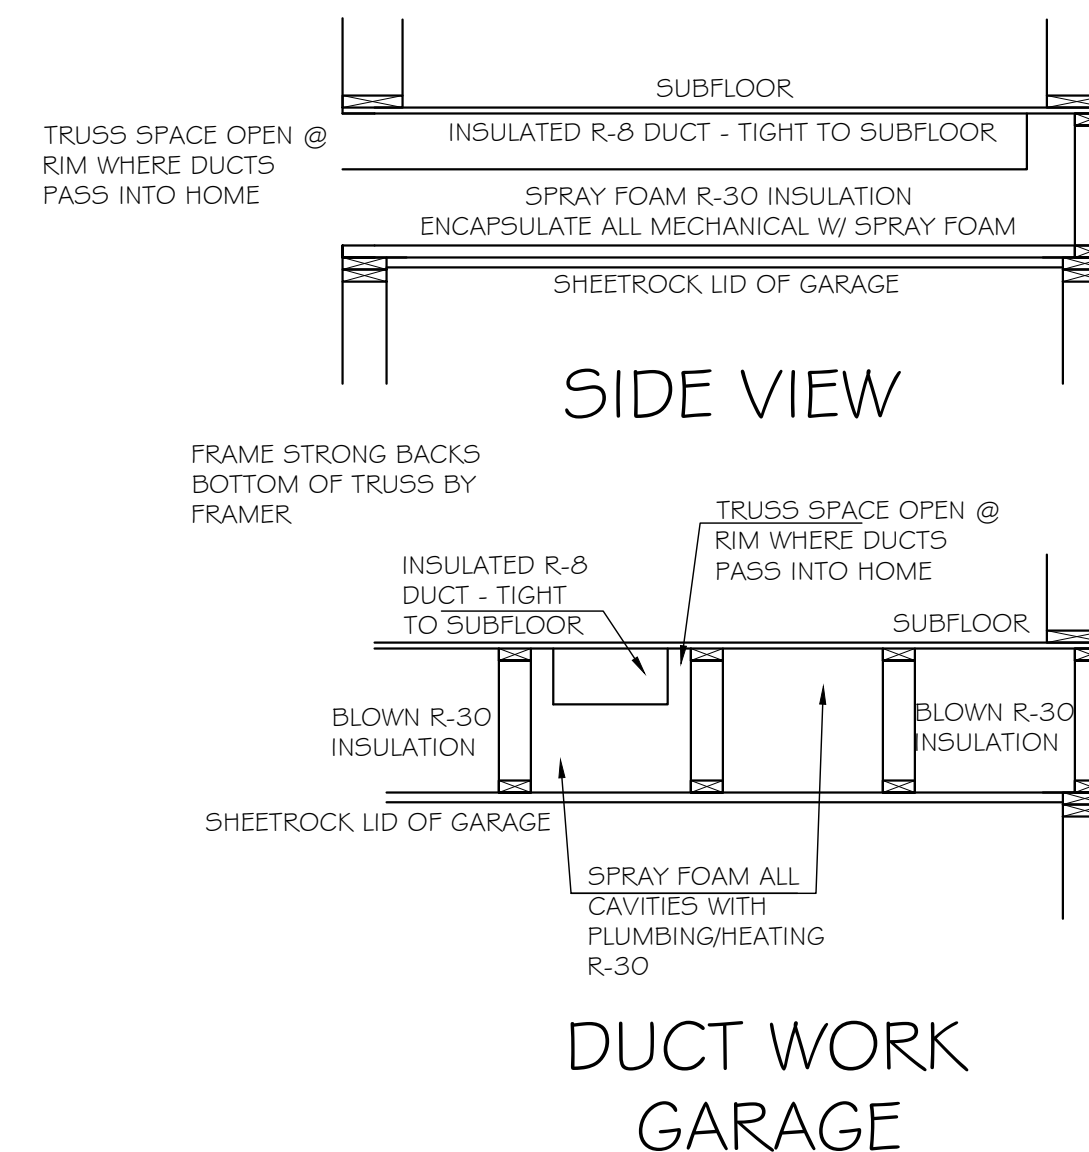 SUBFLOOR
TRUSS SPACE OPEN @
RIM WHERE DUCTS
PASS INTO HOME
INSULATED R-8 DUCT - TIGHT TO SUBFLOOR
SPRAY FOAM R-30 INSULATION
ENCAPSULATE ALL MECHANICAL W/ SPRAY FOAM
SHEETROCK LID OF GARAGE
SIDE VIEW
FRAME STRONG BACKS
BOTTOM OF TRUSS BY
FRAMER
TRUSS SPACE OPEN @
RIM WHERE DUCTS
PASS INTO HOME
INSULATED R-8
DUCT - TIGHT
TO SUBFLOOR
SUBFLOOR
BLOWN R-30
INSULATION
BLOWN R-30
INSULATION
SHEETROCK LID OF GARAGE
SPRAY FOAM ALL
CAVITIES WITH
PLUMBING/HEATING
R-30
DUCT WORK
GARAGE